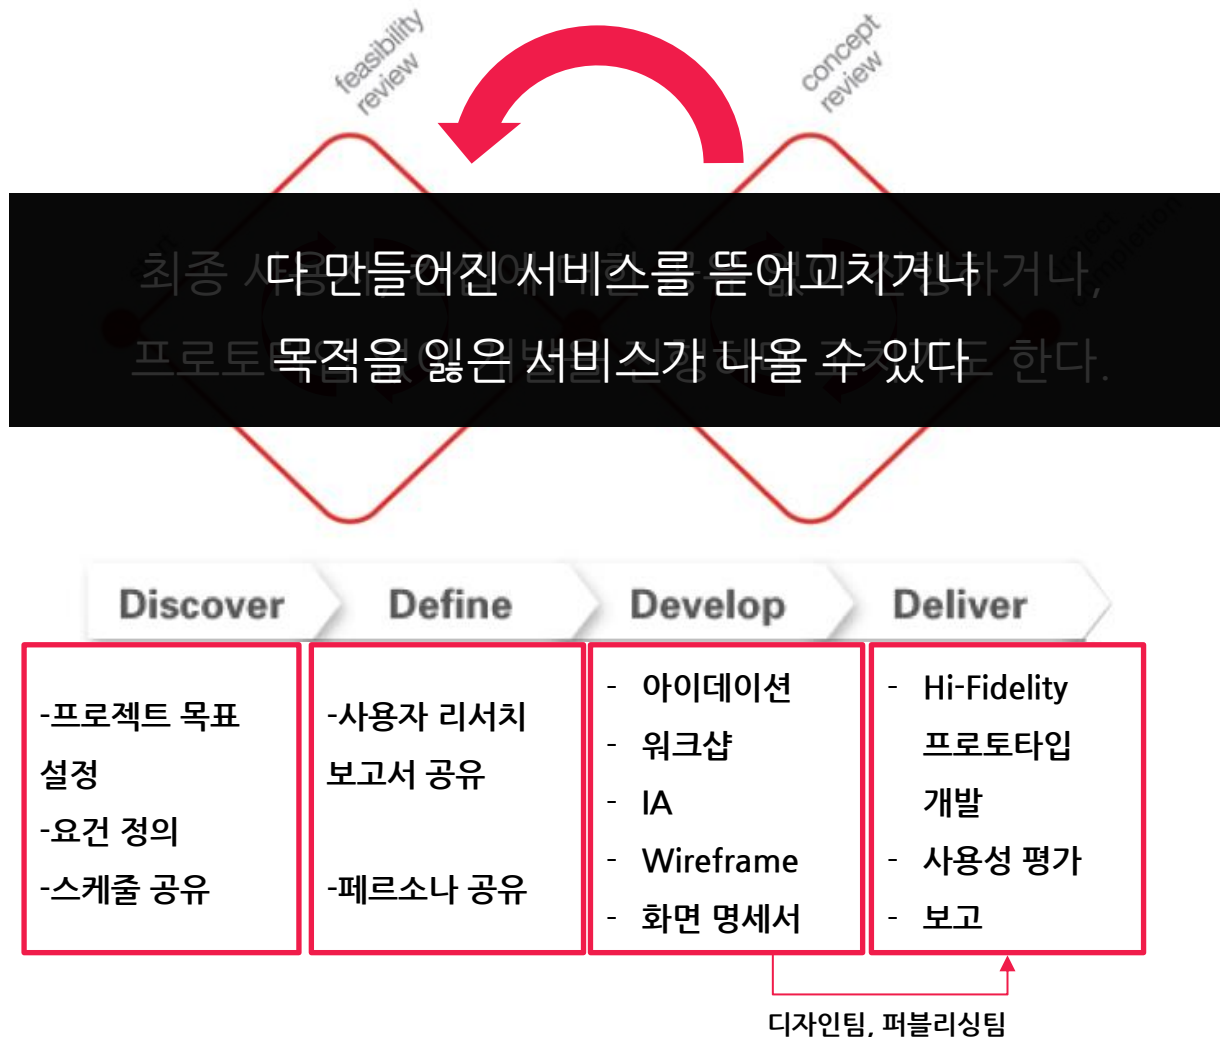 feasibility
review
concept
review
다 만들어진 서비스를 뜯어고치거나
목적을 잃은 서비스가 나올 수 있다
Discover
Define
Develop
Deliver
-프로젝트 목표
설정
-요건 정의
-스케줄 공유
-사용자 리서치
보고서 공유
-페르소나 공유
- 아이데이션
- 워크샵
- IA
- Wireframe
- 화면 명세서
- Hi-Fidelity
프로토타입
개발
- 사용성 평가
- 보고
디자인팀, 퍼블리싱팀